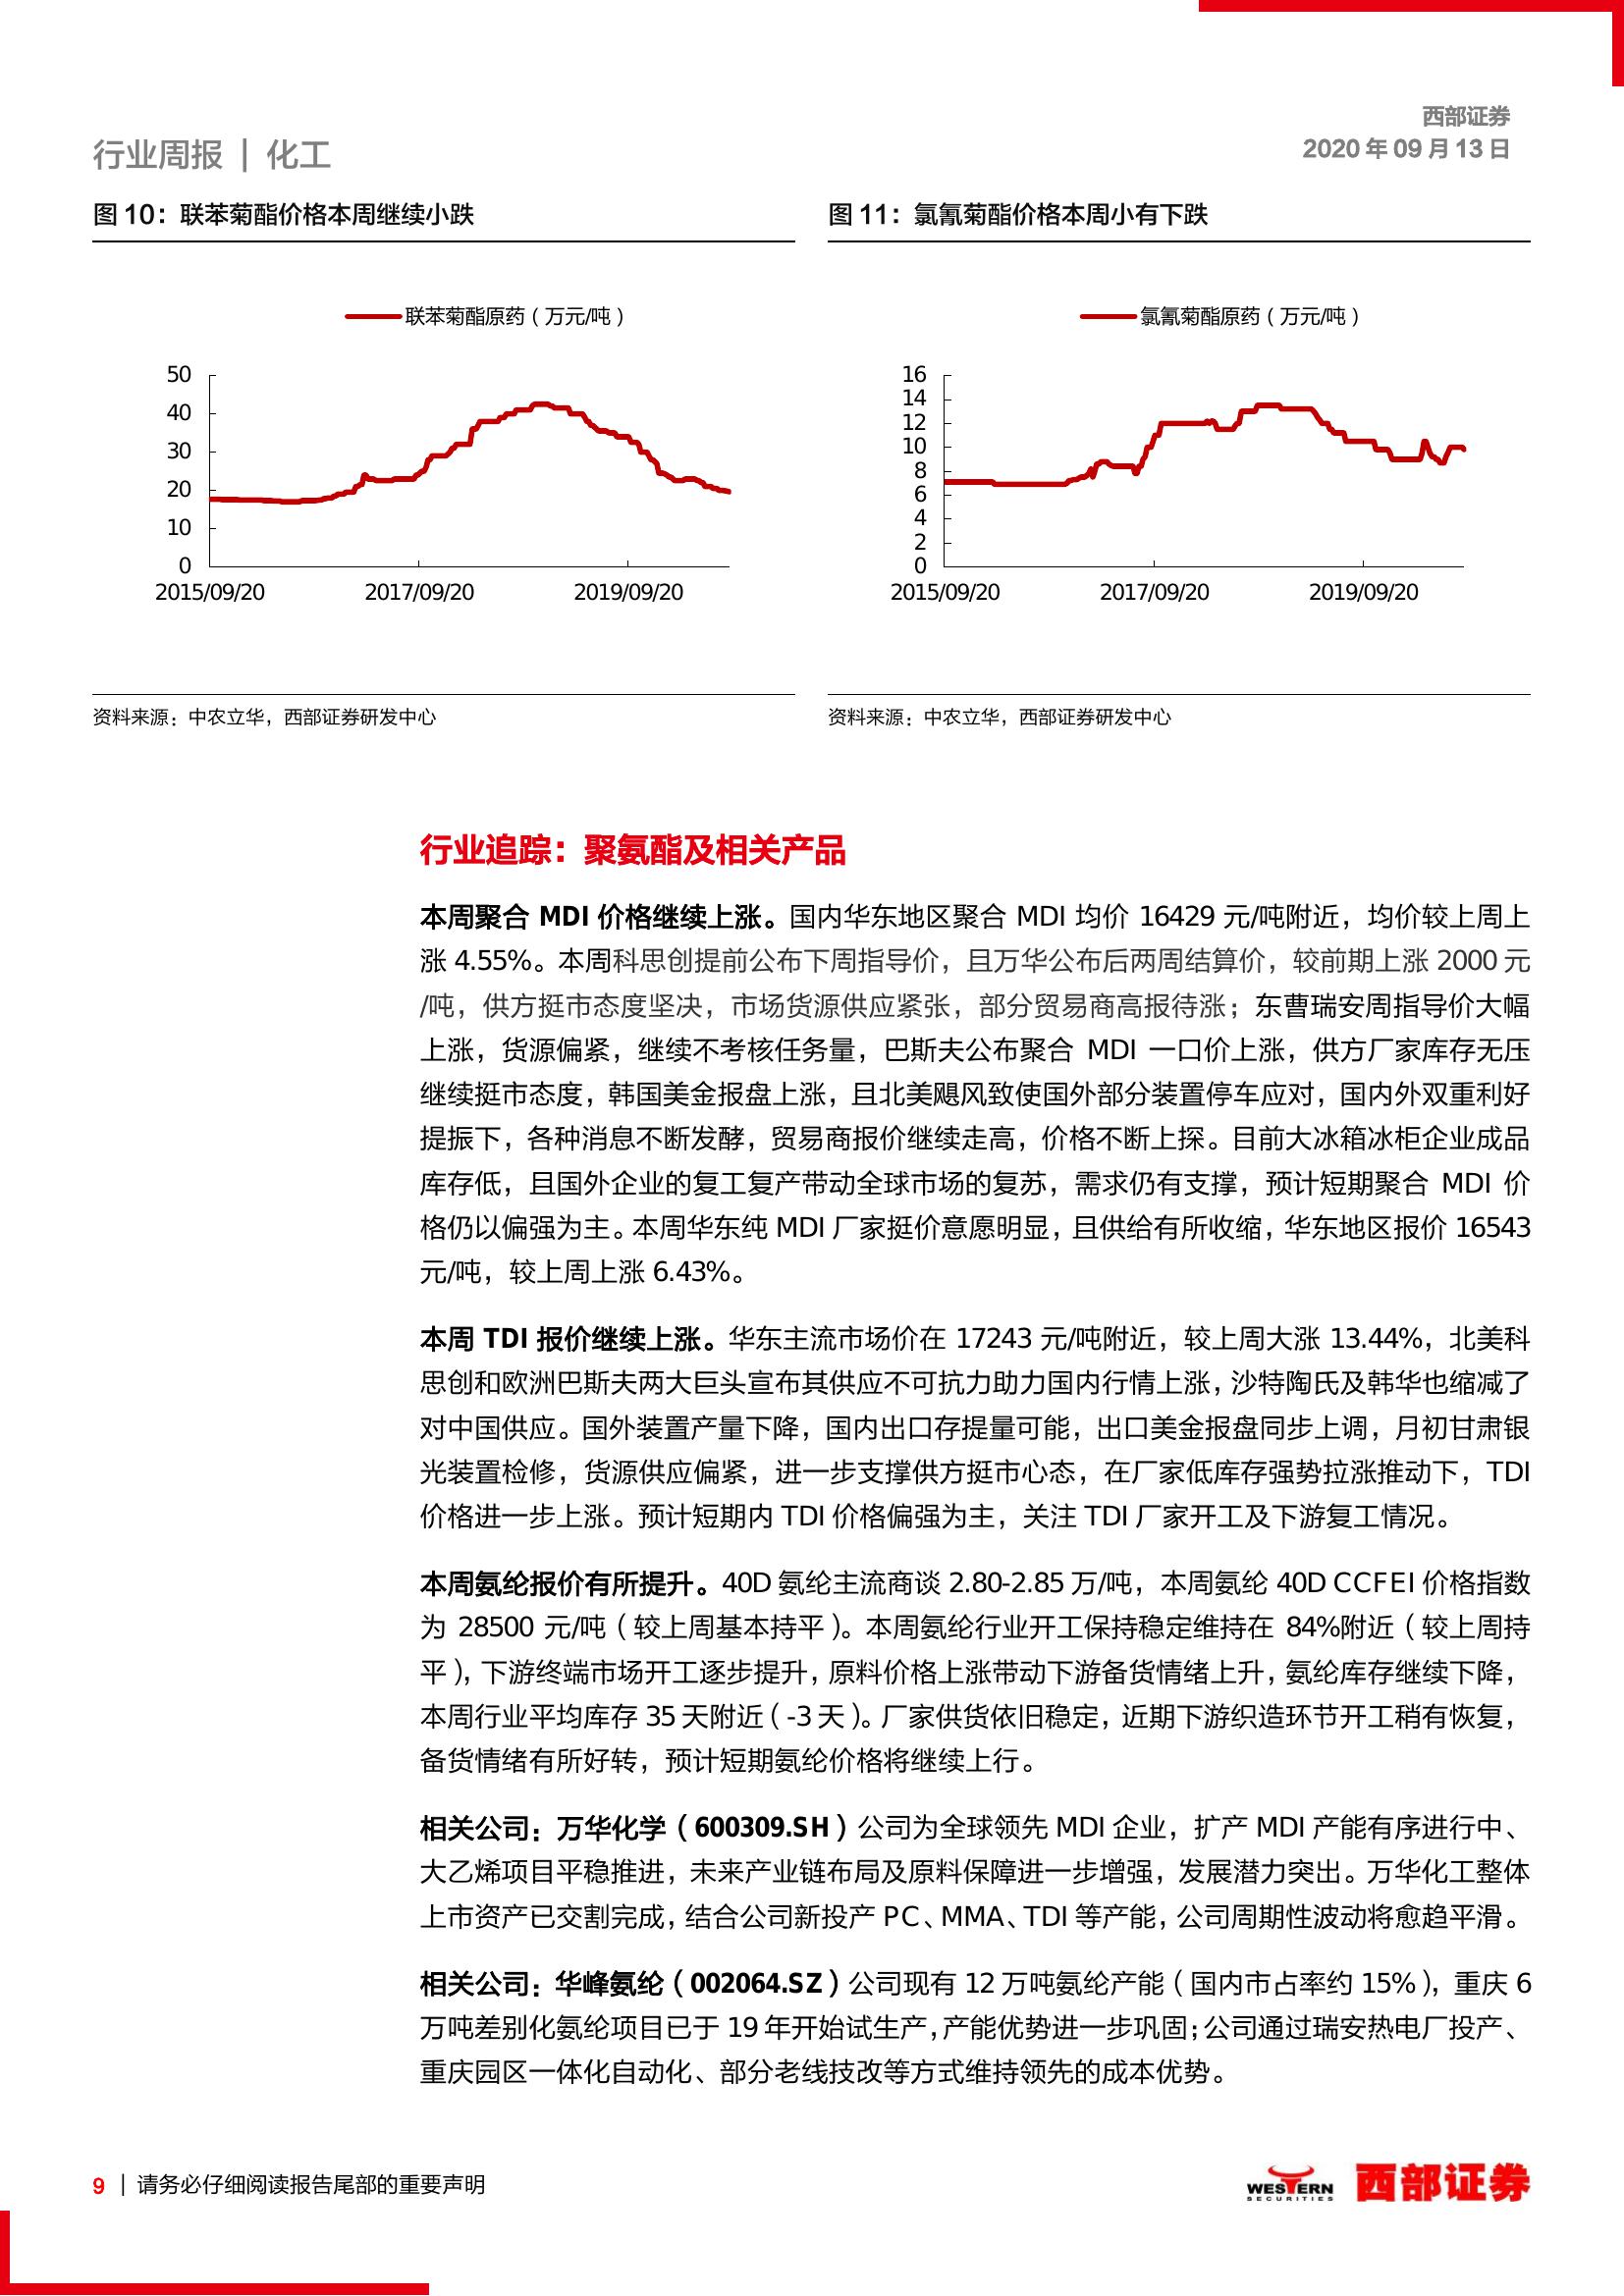 西部证券
2020 年 09 月 13 日
行业周报 | 化工
图 10：联苯菊酯价格本周继续小跌
联苯菊酯原药（万元/吨）
50
40
30
20
10
0
2015/09/20 2017/09/20 2019/09/20
资料来源：中农立华，西部证券研发中心
图 11：氯氰菊酯价格本周小有下跌
氯氰菊酯原药（万元/吨）
16
14
12
10
8
6
4
2
0
2015/09/20 2017/09/20 2019/09/20
资料来源：中农立华，西部证券研发中心
行业追踪：聚氨酯及相关产品
本周聚合 MDI 价格继续上涨。国内华东地区聚合 MDI 均价 16429 元/吨附近，均价较上周上
涨 4.55%。本周科思创提前公布下周指导价，且万华公布后两周结算价，较前期上涨 2000 元
/吨，供方挺市态度坚决，市场货源供应紧张，部分贸易商高报待涨；东曹瑞安周指导价大幅
上涨，货源偏紧，继续不考核任务量，巴斯夫公布聚合 MDI 一口价上涨，供方厂家库存无压
继续挺市态度，韩国美金报盘上涨，且北美飓风致使国外部分装置停车应对，国内外双重利好
提振下，各种消息不断发酵，贸易商报价继续走高，价格不断上探。目前大冰箱冰柜企业成品
库存低，且国外企业的复工复产带动全球市场的复苏，需求仍有支撑，预计短期聚合 MDI 价
格仍以偏强为主。本周华东纯 MDI 厂家挺价意愿明显，且供给有所收缩，华东地区报价 16543
元/吨，较上周上涨 6.43%。
本周 TDI 报价继续上涨。华东主流市场价在 17243 元/吨附近，较上周大涨 13.44%，北美科
思创和欧洲巴斯夫两大巨头宣布其供应不可抗力助力国内行情上涨，沙特陶氏及韩华也缩减了
对中国供应。国外装置产量下降，国内出口存提量可能，出口美金报盘同步上调，月初甘肃银
光装置检修，货源供应偏紧，进一步支撑供方挺市心态，在厂家低库存强势拉涨推动下，TDI
价格进一步上涨。预计短期内 TDI 价格偏强为主，关注 TDI 厂家开工及下游复工情况。
本周氨纶报价有所提升。40D 氨纶主流商谈 2.80-2.85 万/吨，本周氨纶 40D CCFEI 价格指数
为 28500 元/吨（较上周基本持平）。本周氨纶行业开工保持稳定维持在 84%附近（较上周持
平），下游终端市场开工逐步提升，原料价格上涨带动下游备货情绪上升，氨纶库存继续下降，
本周行业平均库存 35 天附近（-3 天）。厂家供货依旧稳定，近期下游织造环节开工稍有恢复，
备货情绪有所好转，预计短期氨纶价格将继续上行。
相关公司：万华化学（600309.SH）公司为全球领先 MDI 企业，扩产 MDI 产能有序进行中、
大乙烯项目平稳推进，未来产业链布局及原料保障进一步增强，发展潜力突出。万华化工整体
上市资产已交割完成，结合公司新投产 PC、MMA、TDI 等产能，公司周期性波动将愈趋平滑。
相关公司：华峰氨纶（002064.SZ）公司现有 12 万吨氨纶产能（国内市占率约 15%），重庆 6
万吨差别化氨纶项目已于 19 年开始试生产，产能优势进一步巩固；公司通过瑞安热电厂投产、
重庆园区一体化自动化、部分老线技改等方式维持领先的成本优势。
9 | 请务必仔细阅读报告尾部的重要声明
WESTERN
SECURITIES
西部证券